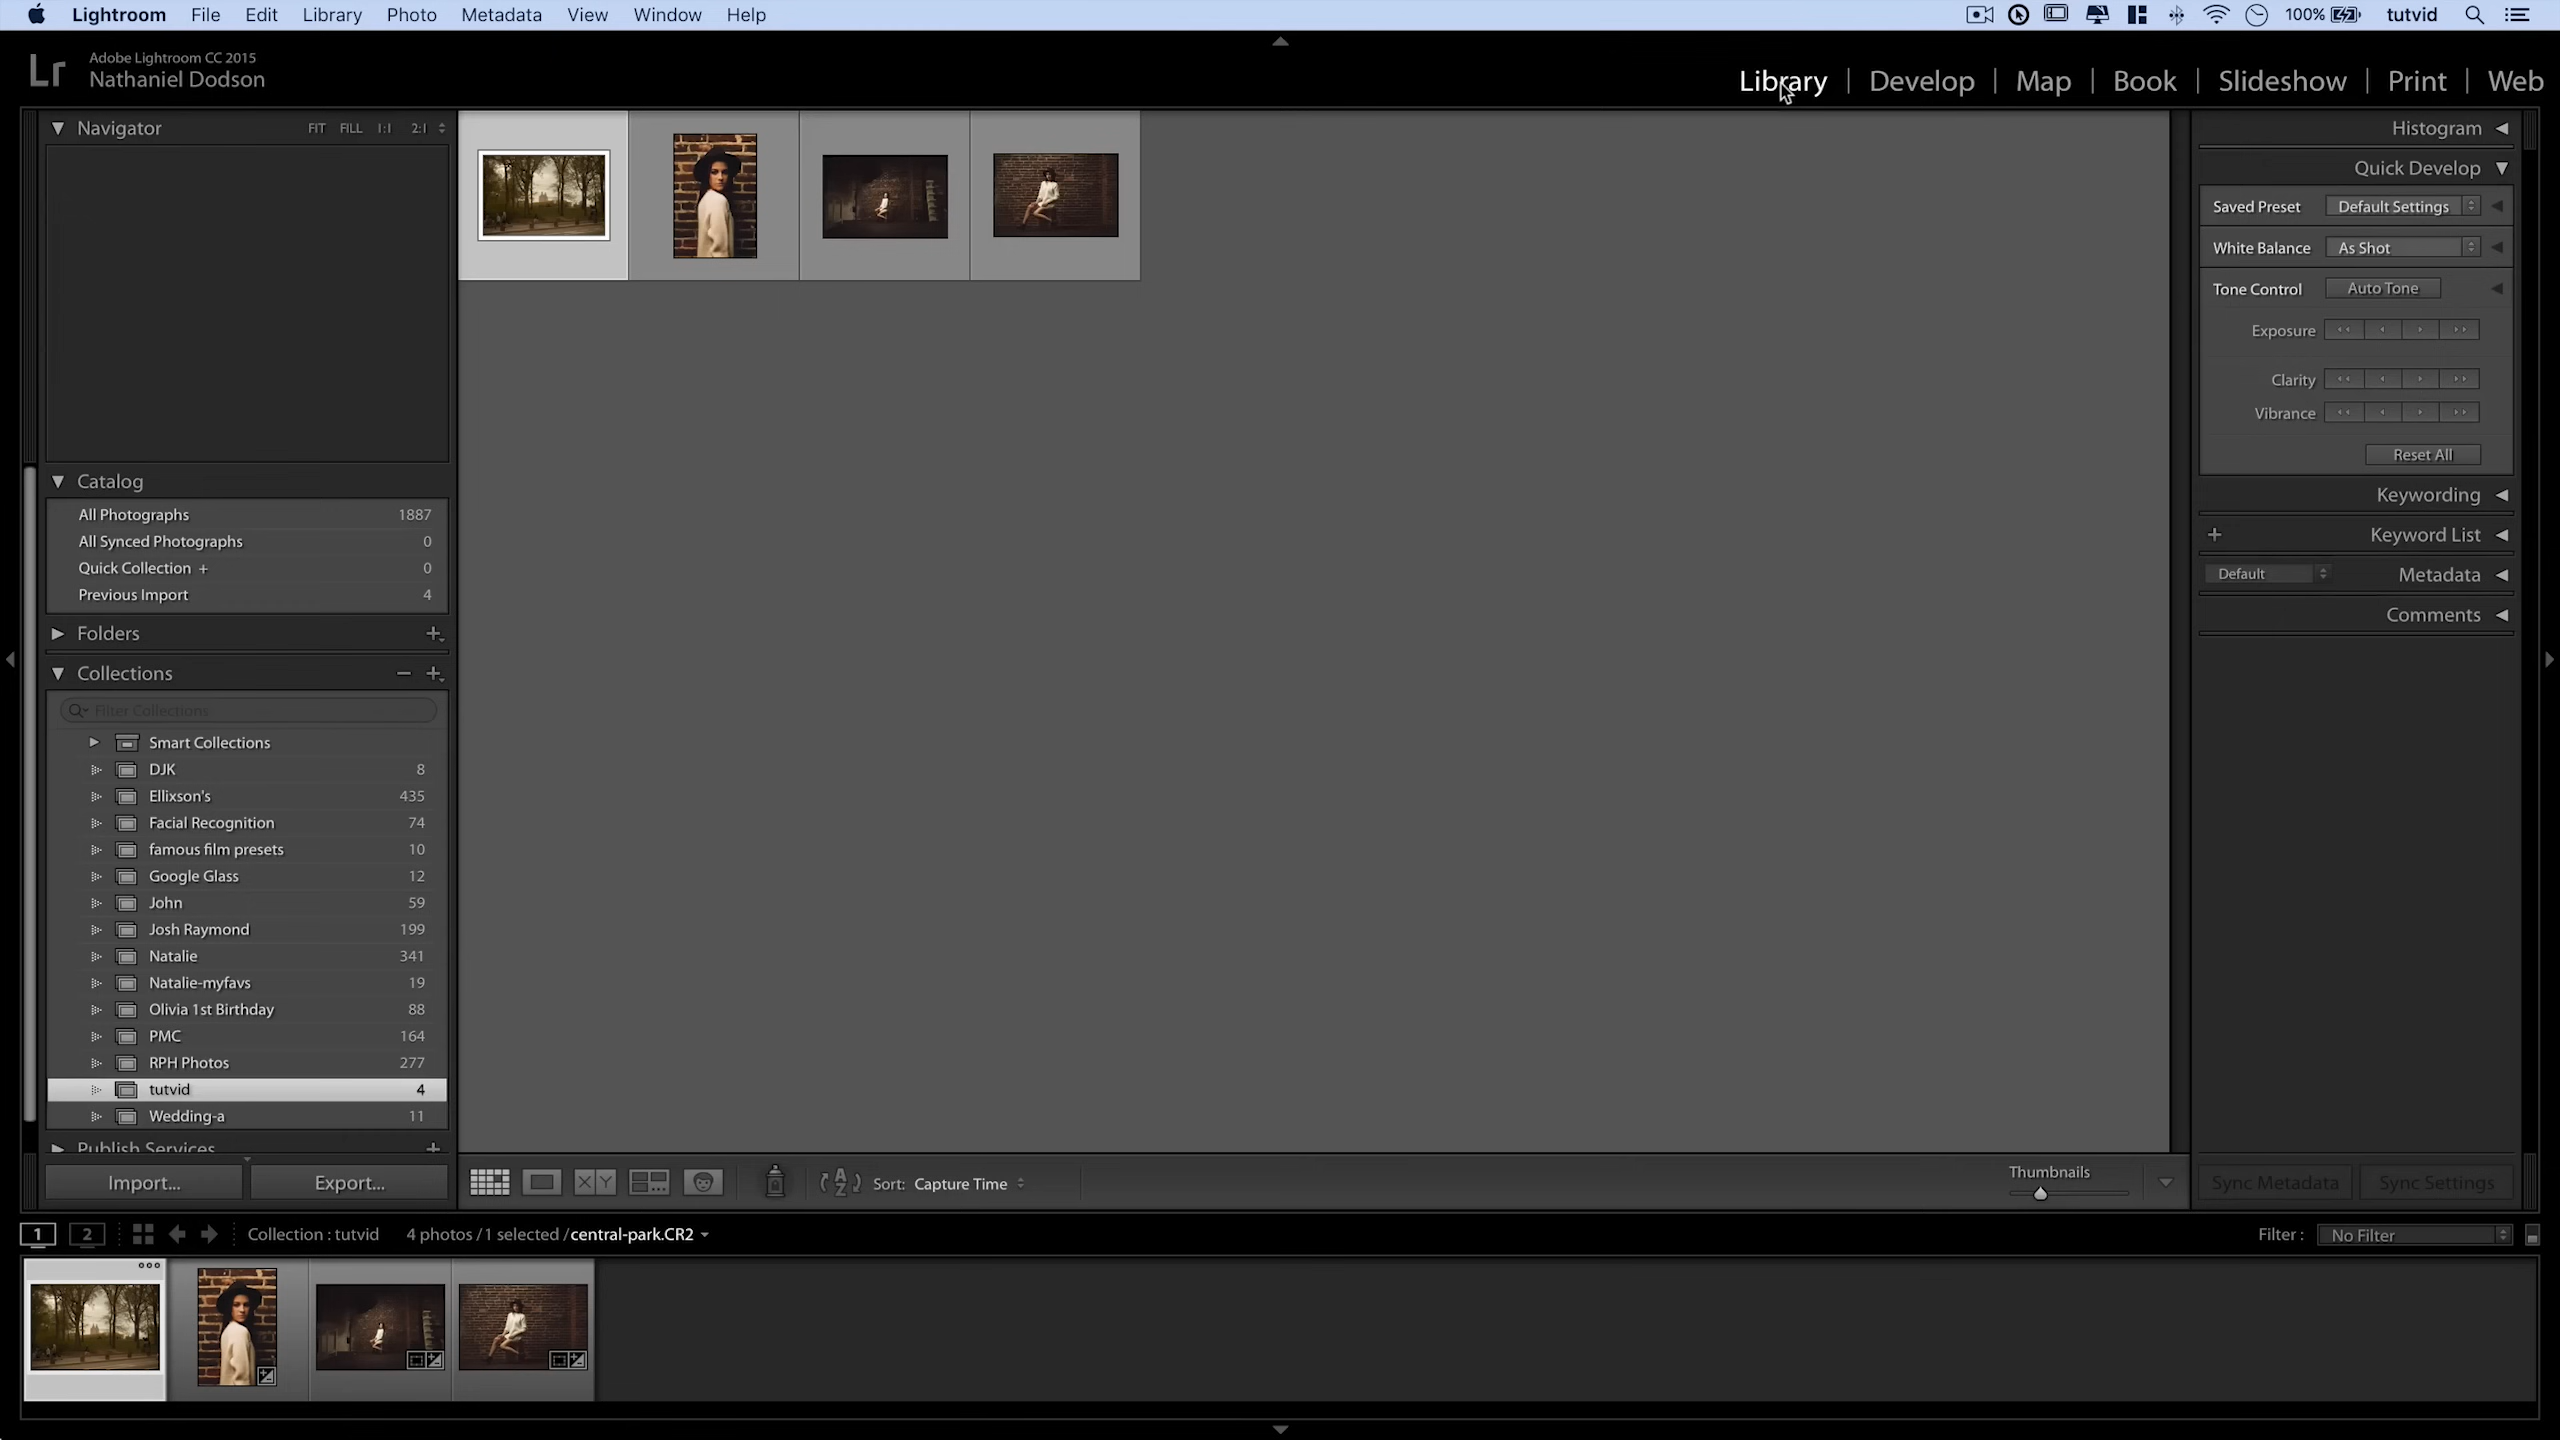 Lightroom File Edit Library Photo Metadata View Window Help 100% tutvid
Lr Adobe Lightroom CC 2015
Nathaniel Dodson
Library | Develop | Map | Book | Slideshow | Print | Web
Navigator FIT FILL 1:1 2:1
Catalog
All Photographs 1887
All Synced Photographs 0
Quick Collection + 0
Previous Import 4
Folders
Collections
Filter Collections
Smart Collections
DJK 8
Ellixson's 435
Facial Recognition 74
famous film presets 10
Google Glass 12
John 59
Josh Raymond 199
Natalie 341
Natalie-myfavs 19
Olivia 1st Birthday 88
PMC 164
RPH Photos 277
tutvid 4
Wedding-a 11
Publish Services
Import... Export...
Histogram
Quick Develop
Saved Preset Default Settings
White Balance As Shot
Tone Control Auto Tone
Exposure
Clarity
Vibrance
Reset All
Keywording
Keyword List
Default Metadata
Comments
XY AZ Sort: Capture Time
Thumbnails
Sync Metadata Sync Settings
1 2 Collection : tutvid 4 photos / 1 selected / central-park.CR2
Filter : No Filter